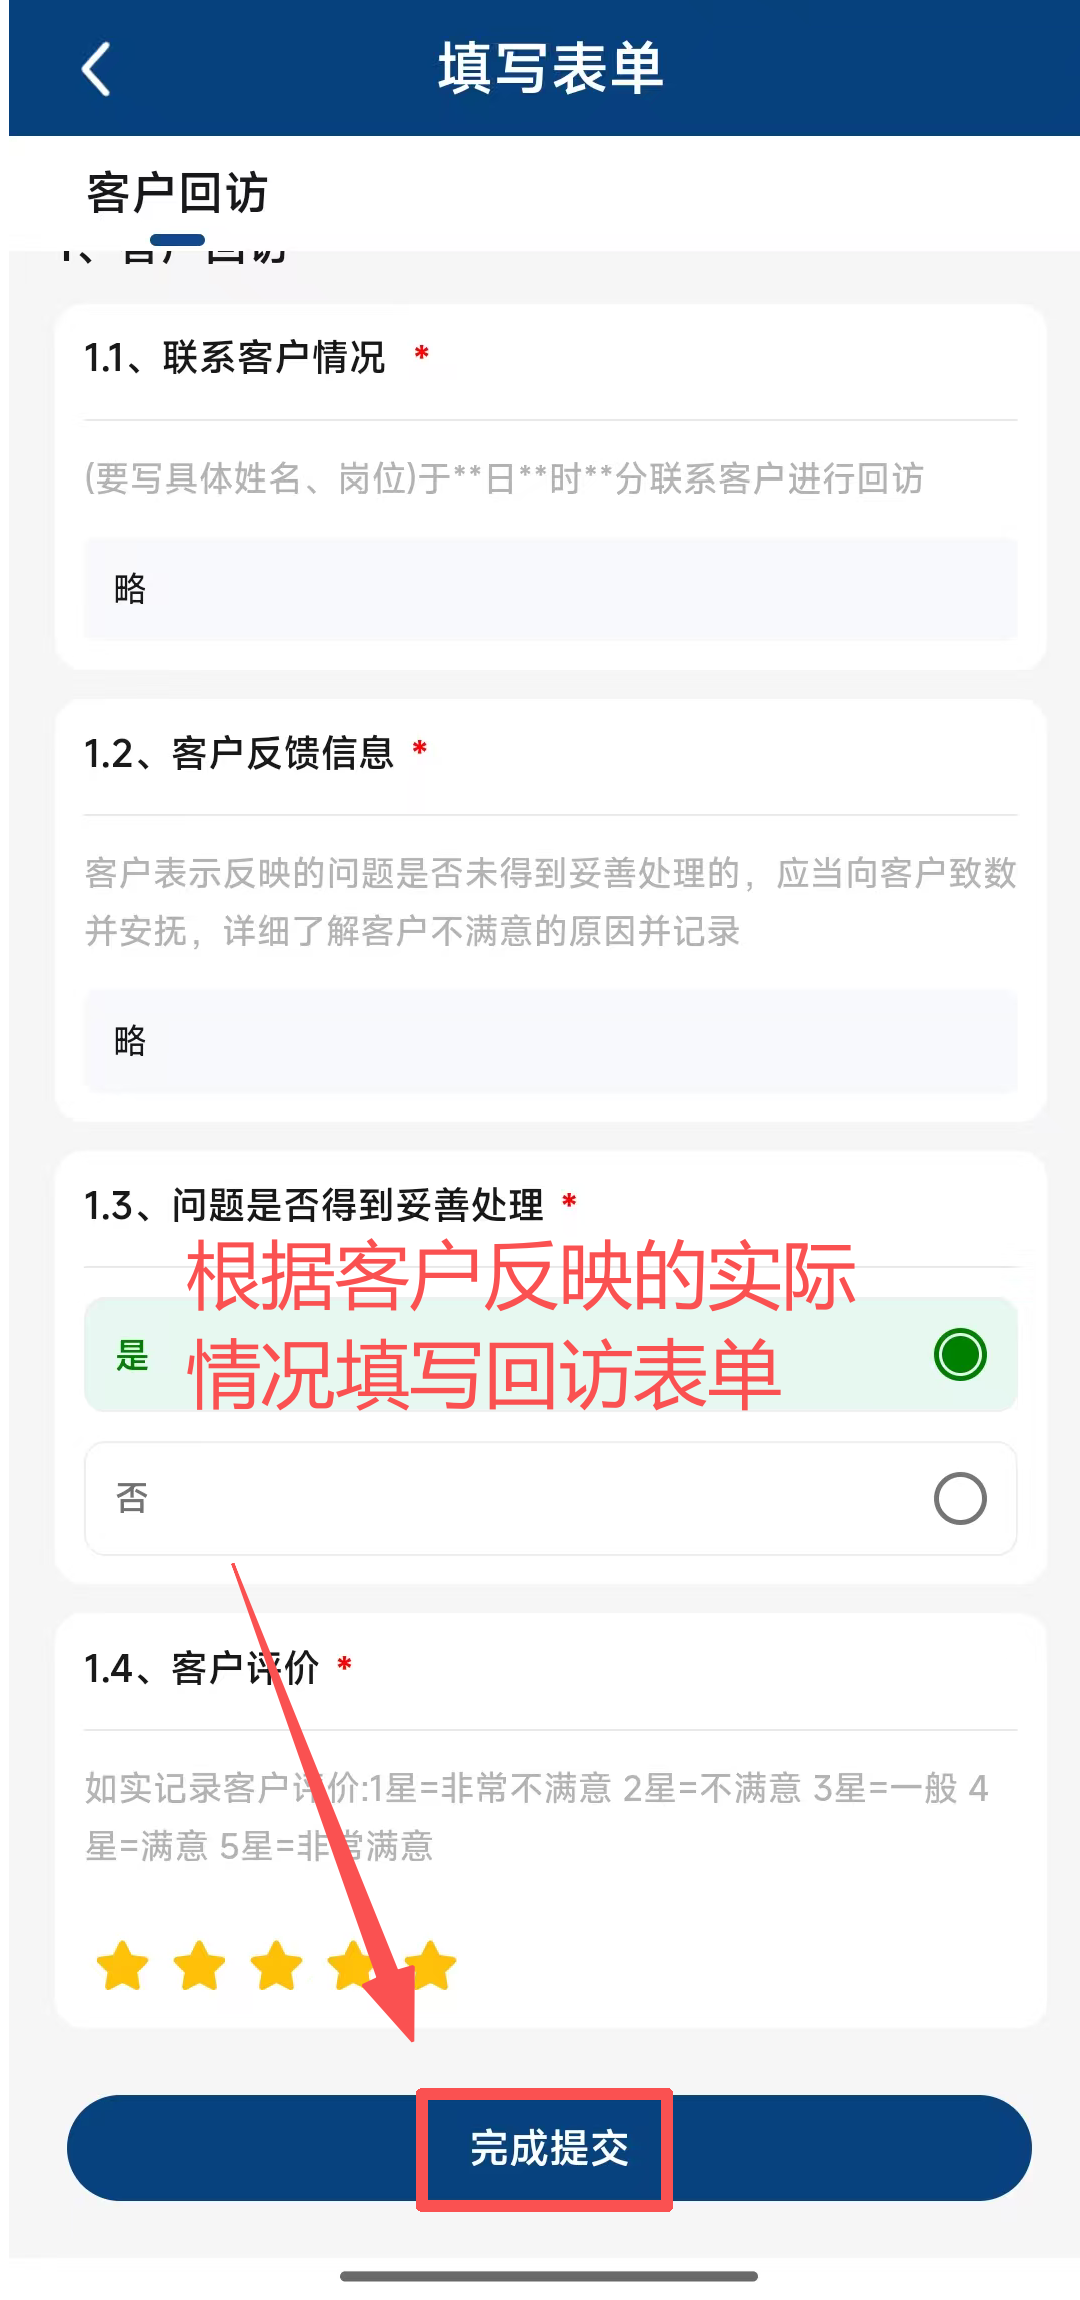 填写表单
客户回访
1、客户回访
1.1、联系客户情况 *
(要写具体姓名、岗位)于**日**时**分联系客户进行回访
略
1.2、客户反馈信息 *
客户表示反映的问题是否未得到妥善处理的，应当向客户致数
并安抚，详细了解客户不满意的原因并记录
略
1.3、问题是否得到妥善处理 *
根据客户反映的实际
是
情况填写回访表单
否
1.4、客户评价 *
如实记录客户评价:1星=非常不满意 2星=不满意 3星=一般 4
星=满意 5星=非常满意
完成提交